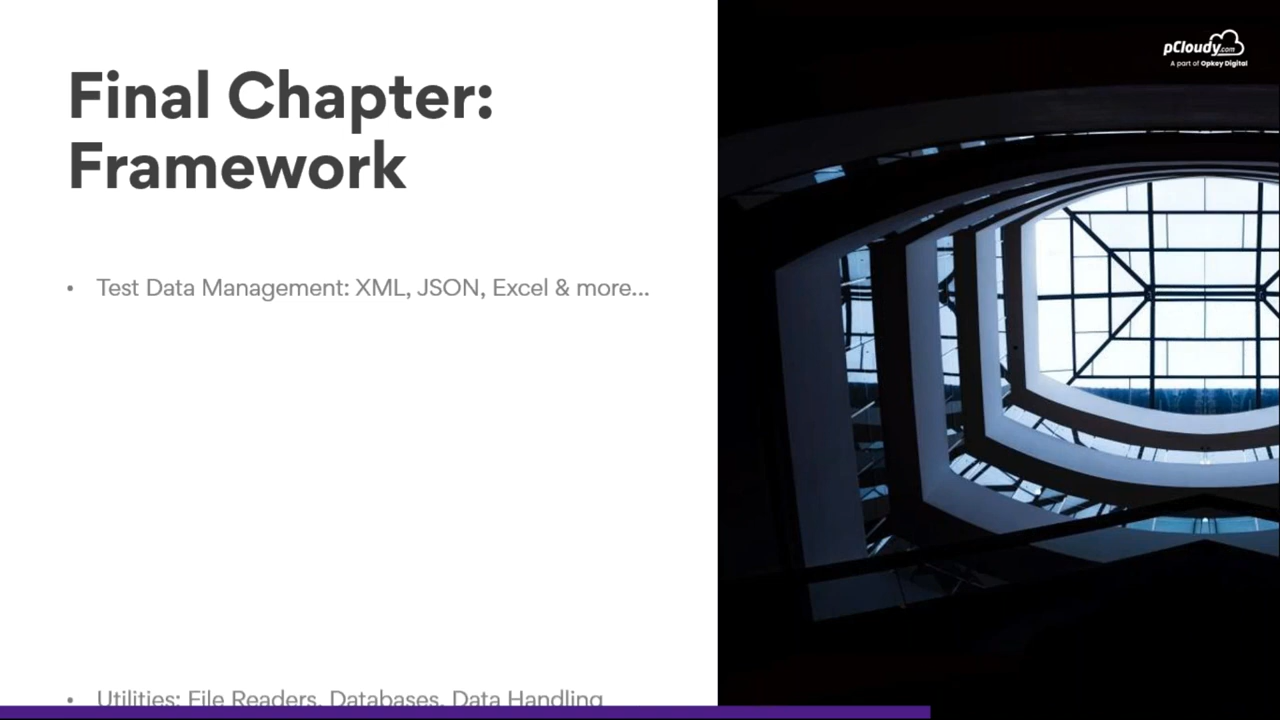 pCloudy.com
A part of Opkey Digital
Final Chapter:
Framework
• Test Data Management: XML, JSON, Excel & more...
• Utilities: File Readers, Databases, Data Handling